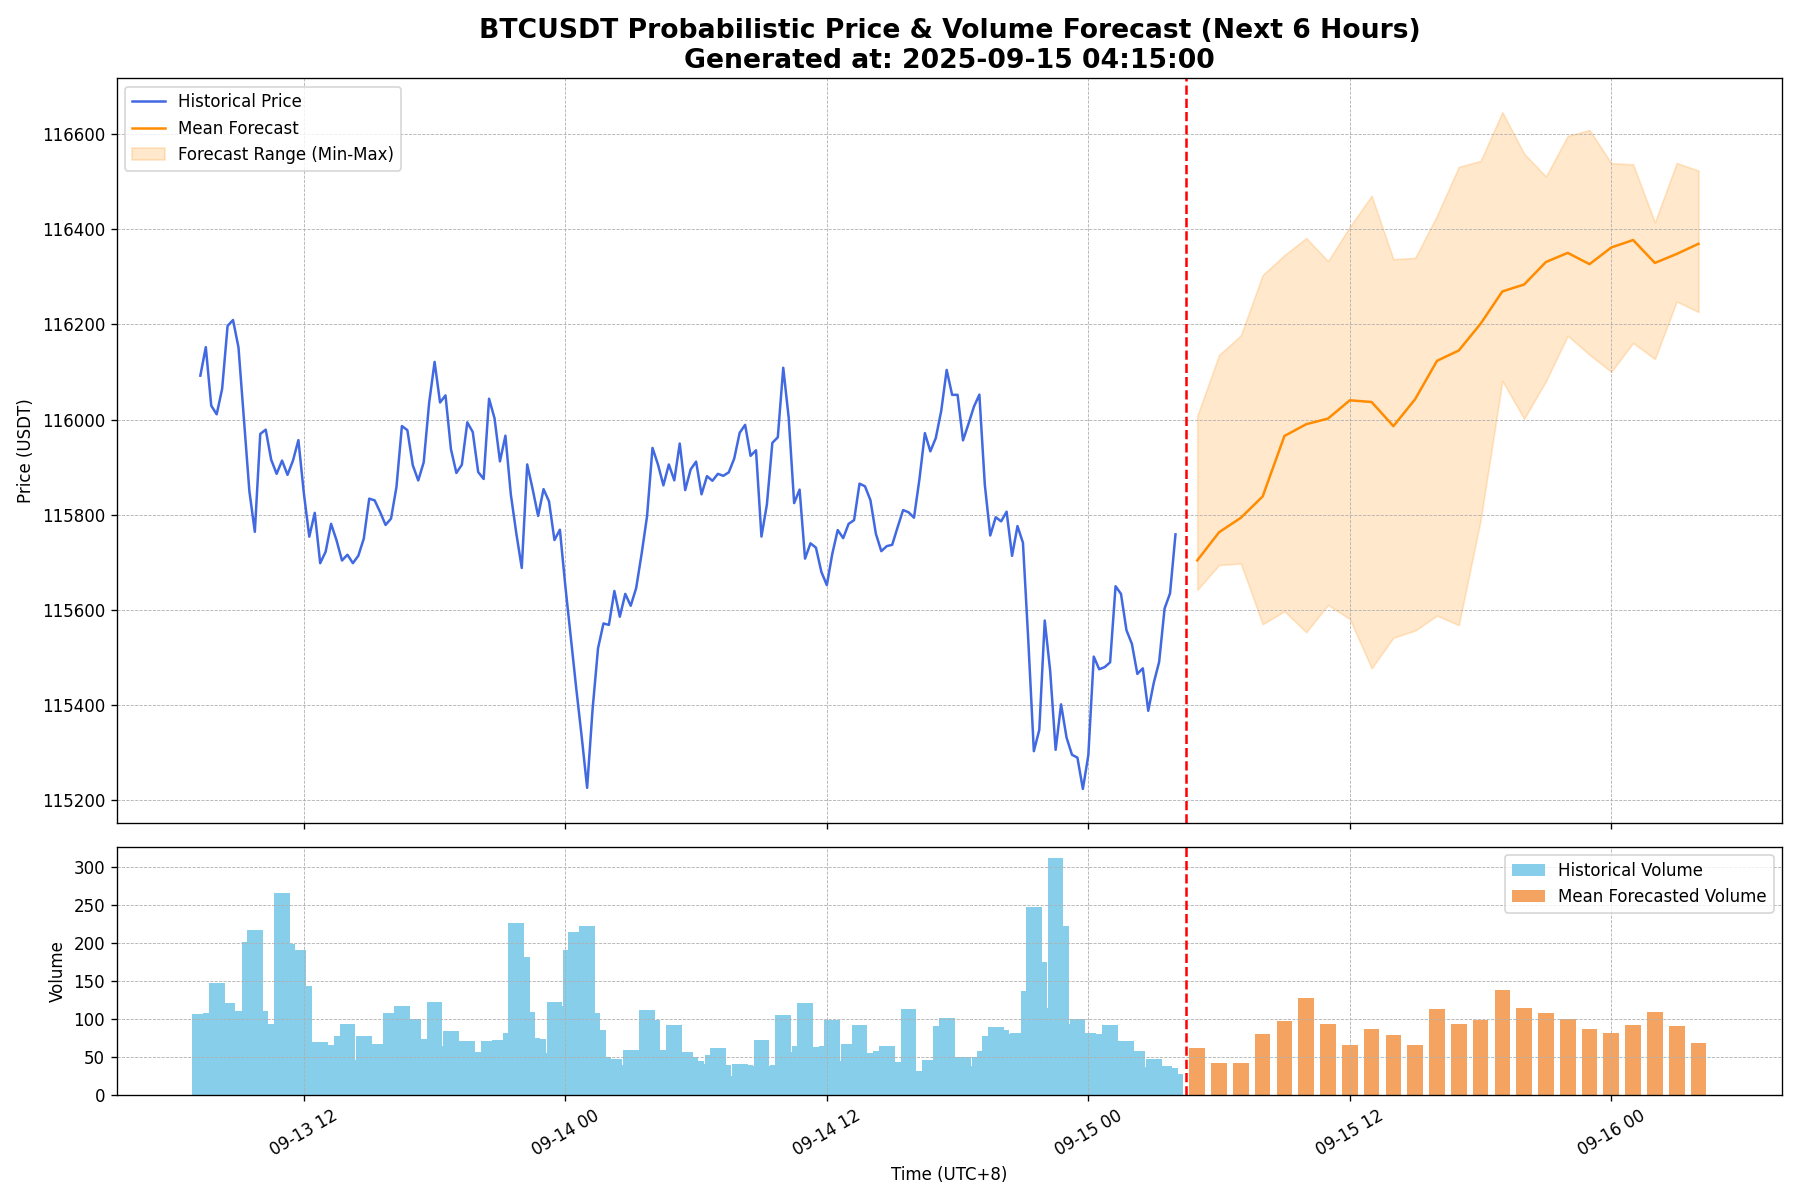 BTCUSDT Probabilistic Price & Volume Forecast (Next 6 Hours)
Generated at: 2025-09-15 04:15:00
Historical Price
Mean Forecast
Forecast Range (Min-Max)
Price (USDT)
116600
116400
116200
116000
115800
115600
115400
115200
Historical Volume
Mean Forecasted Volume
Volume
300
250
200
150
100
50
0
09-13 12
09-14 00
09-14 12
09-15 00
09-15 12
09-16 00
Time (UTC+8)